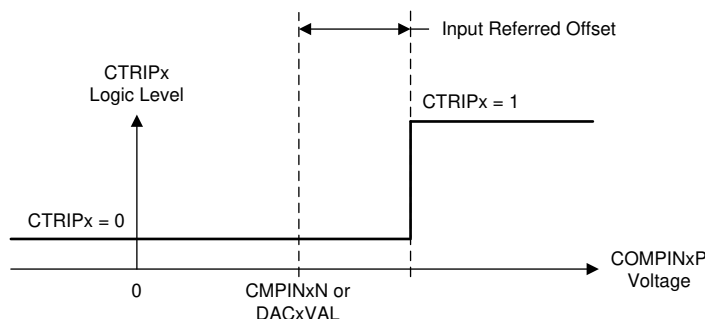 Input Referred Offset
CTRIPx
Logic Level
CTRIPx = 1
CTRIPx = 0
COMPINxP
Voltage
0
CMPINxN or
DACxVAL